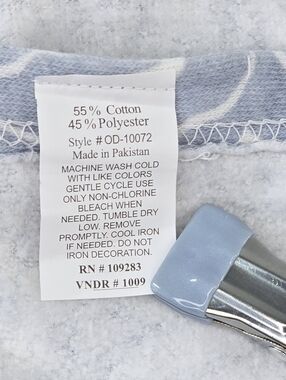 55% Cotton
45% Polyester
Style # OD-10072
Made in Pakistan
MACHINE WASH COLD
WITH LIKE COLORS
GENTLE CYCLE USE
ONLY NON-CHLORINE
BLEACH WHEN
NEEDED. TUMBLE DRY
LOW. REMOVE
PROMPTLY. COOL IRON
IF NEEDED. DO NOT
IRON DECORATION.
RN # 109283
VNDR # 1009